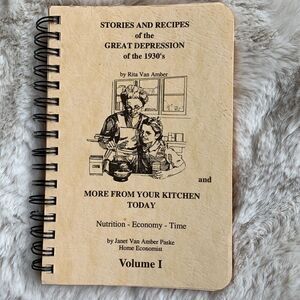 STORIES AND RECIPES
of the
GREAT DEPRESSION
of the 1930's
by Rita Van Amber
and
MORE FROM YOUR KITCHEN
TODAY
Nutrition - Economy - Time
by Janet Van Amber Paske
Home Economist
Volume I